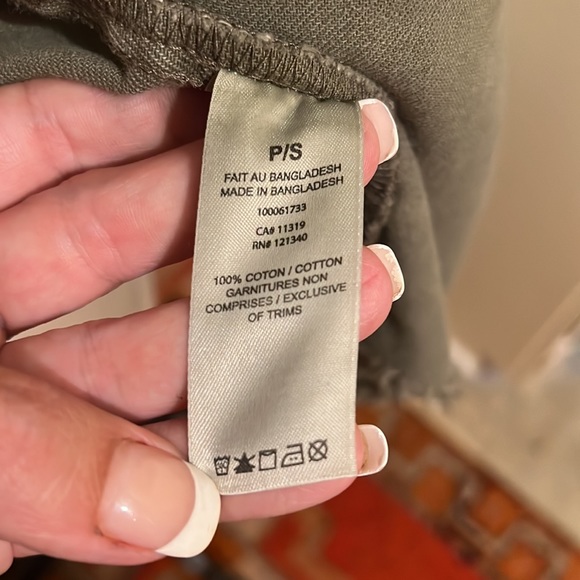 P/S
FAIT AU BANGLADESH
MADE IN BANGLADESH
100061733
CA# 11319
RN# 121340
100% COTON / COTTON
GARNITURES NON
COMPRISES / EXCLUSIVE
OF TRIMS